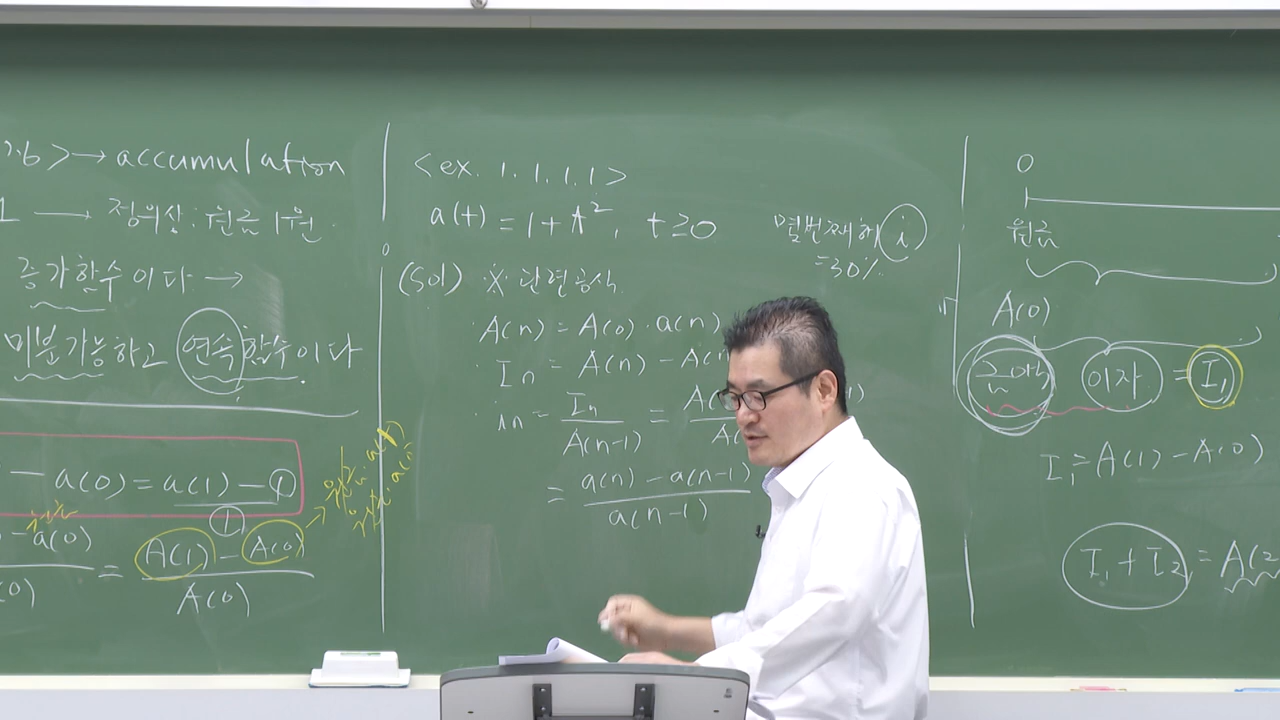 > → accumulation
1 → 정의상: 원금 1원.
증가함수이다 →
미분가능하고 연속함수이다.
- a(0) = a(1) - 1
①
-a(0)
= A(1) - A(0)
A(0)
<ex. 1.1.1.1>
a(t) = 1 + t², t ≥ 0
몇번째 해 i
= 30%.
(Sol) ※ 관련공식.
A(n) = A(0) · a(n)
In = A(n) - A(n
in = In / A(n-1) = A(
= a(n) - a(n-1) / a(n-1)
0
원금
A(0)
금액 이자 = I₁
I₁ = A(1) - A(0)
I₁ + I₂ = A(2